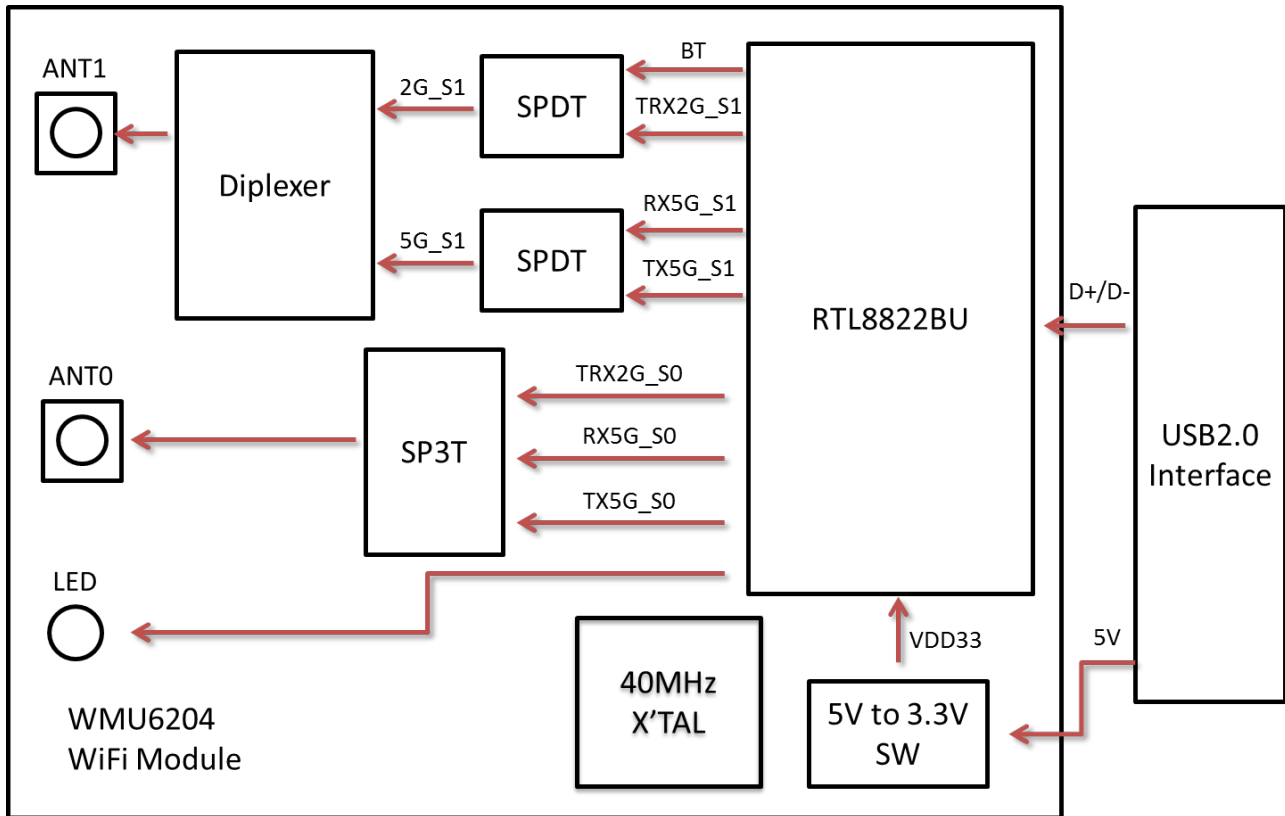 ANT1
Diplexer
2G_S1
5G_S1
SPDT
SPDT
BT
TRX2G_S1
RX5G_S1
TX5G_S1
RTL8822BU
D+/D-
USB2.0
Interface
5V
ANT0
SP3T
TRX2G_S0
RX5G_S0
TX5G_S0
LED
VDD33
40MHz
X’TAL
5V to 3.3V
SW
WMU6204
WiFi Module